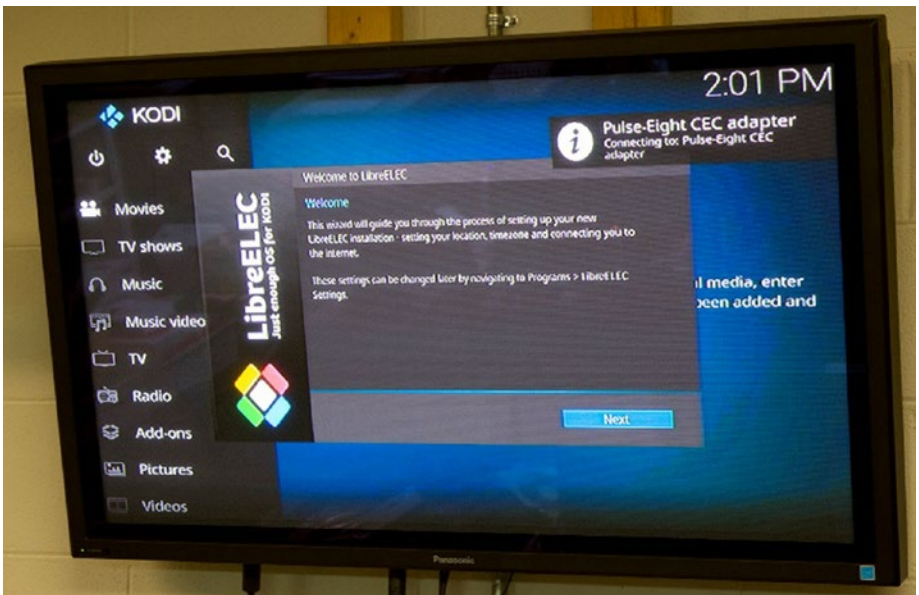 2:01 PM
KODI
Pulse-Eight CEC adapter
Connecting to: Pulse-Eight CEC
adapter
Movies
TV shows
Music
Music video
TV
Radio
Add-ons
Pictures
Videos
LibreELEC
Just enough OS for KODI
Welcome to LibreELEC
Welcome
This wizard will guide you through the process of setting up your new
LibreELEC installation - setting your location, timezone and connecting you to
the internet.
These settings can be changed later by navigating to Programs > LibreELEC
Settings.
Next
media, enter
been added and
Panasonic